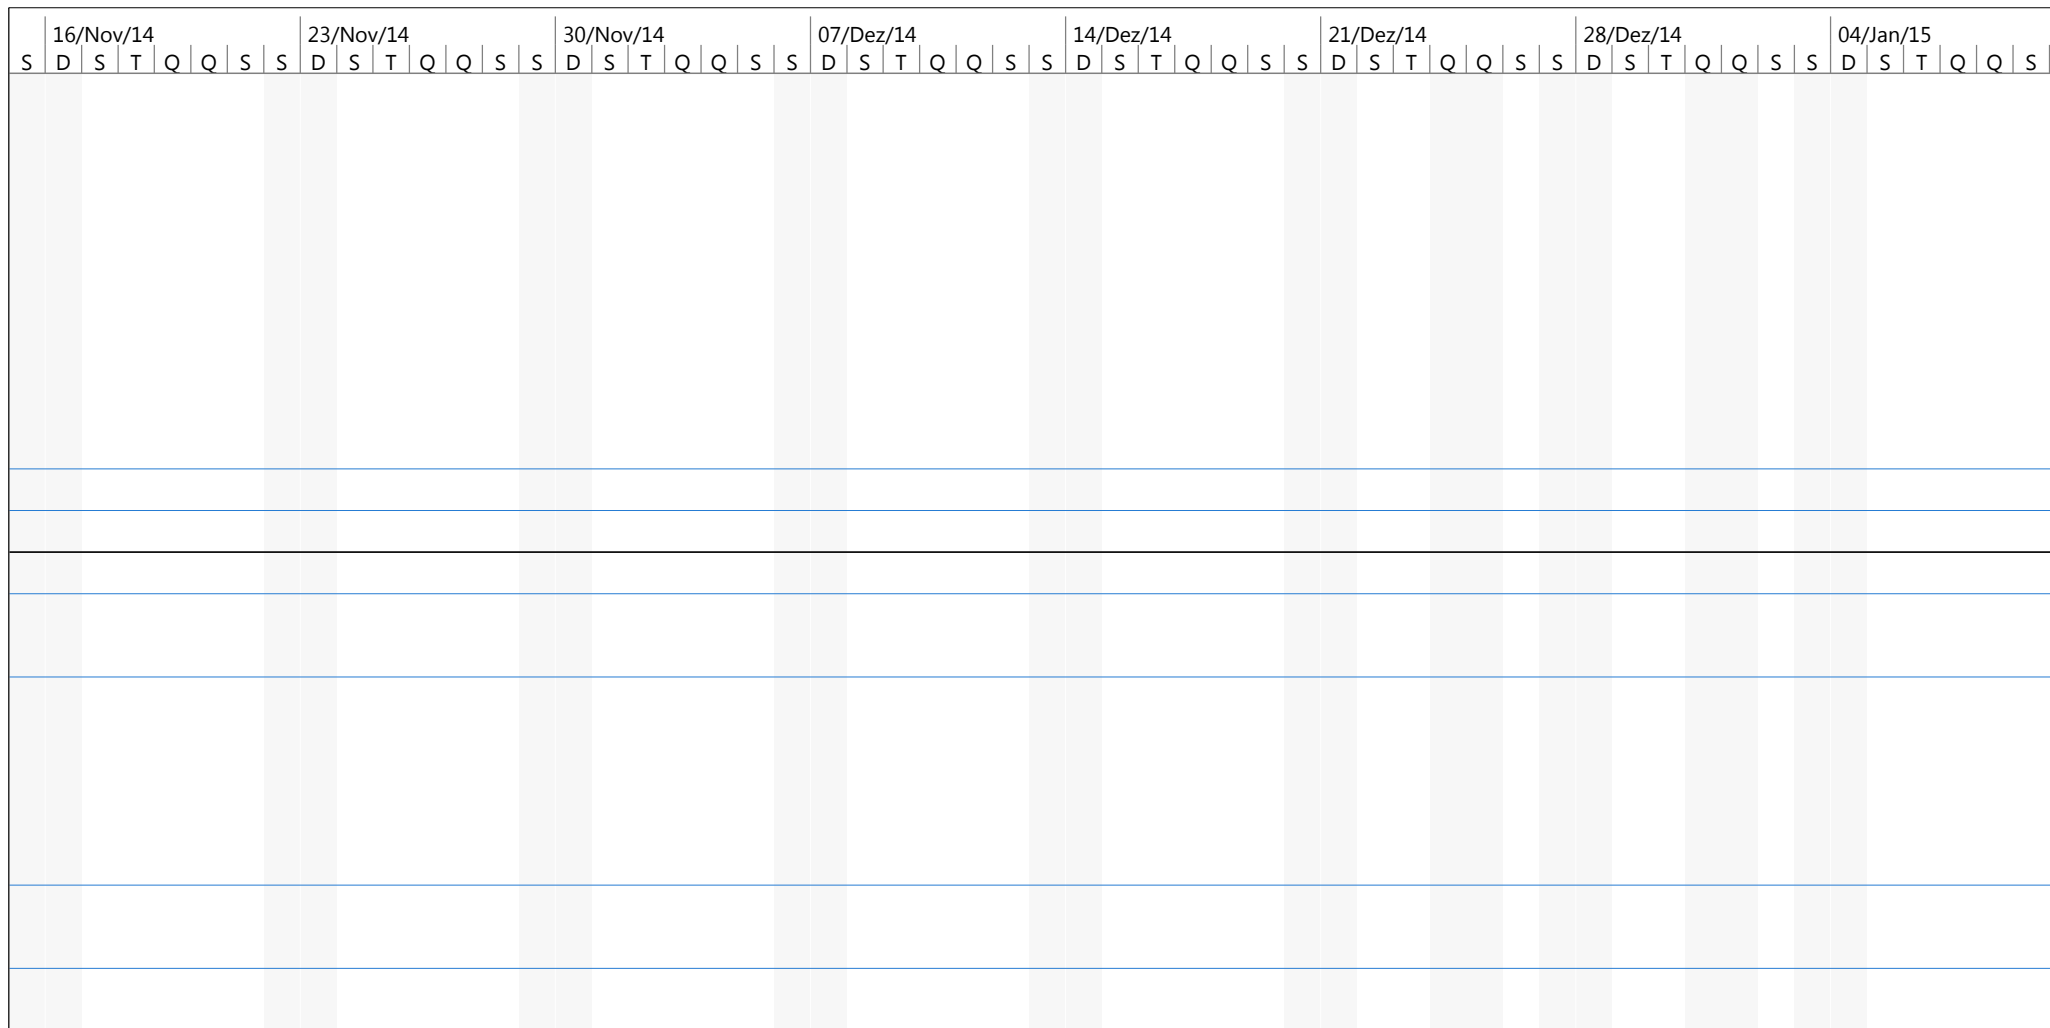 16/Nov/14 23/Nov/14 30/Nov/14 07/Dez/14 14/Dez/14 21/Dez/14 28/Dez/14 04/Jan/15
S D S T Q Q S S D S T Q Q S S D S T Q Q S S D S T Q Q S S D S T Q Q S S D S T Q Q S S D S T Q Q S S D S T Q Q S